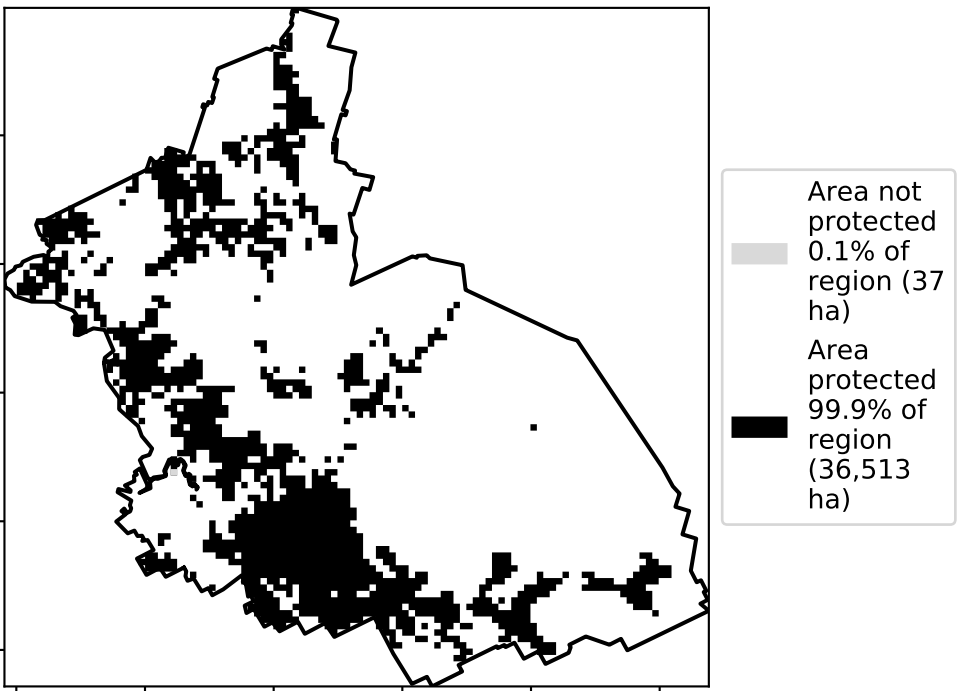 Area not
protected
0.1% of
region (37
ha)
Area
protected
99.9% of
region
(36,513
ha)